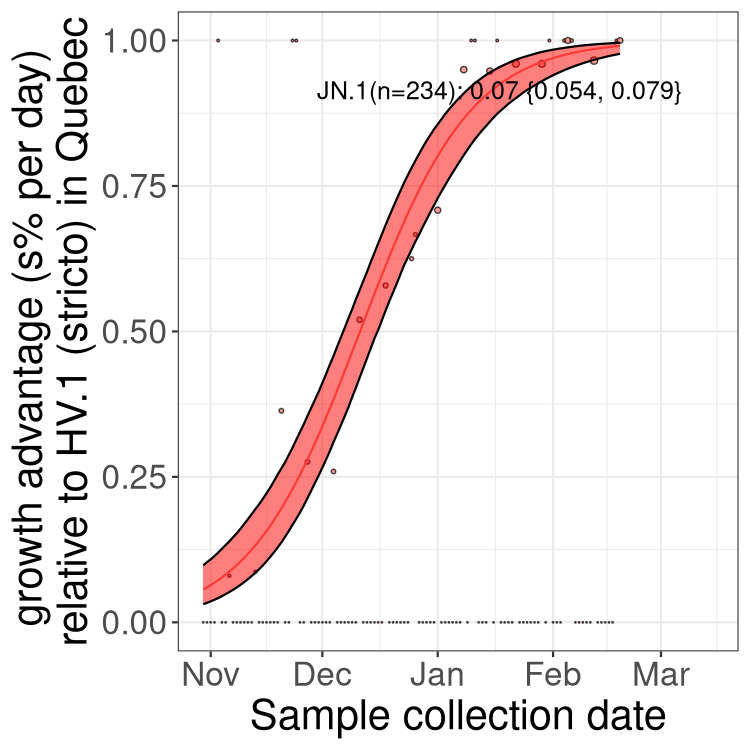 growth advantage (s% per day)
relative to HV.1 (stricto) in Quebec
1.00
0.75
0.50
0.25
0.00
JN.1(n=234): 0.07 {0.054, 0.079}
Nov Dec Jan Feb Mar
Sample collection date